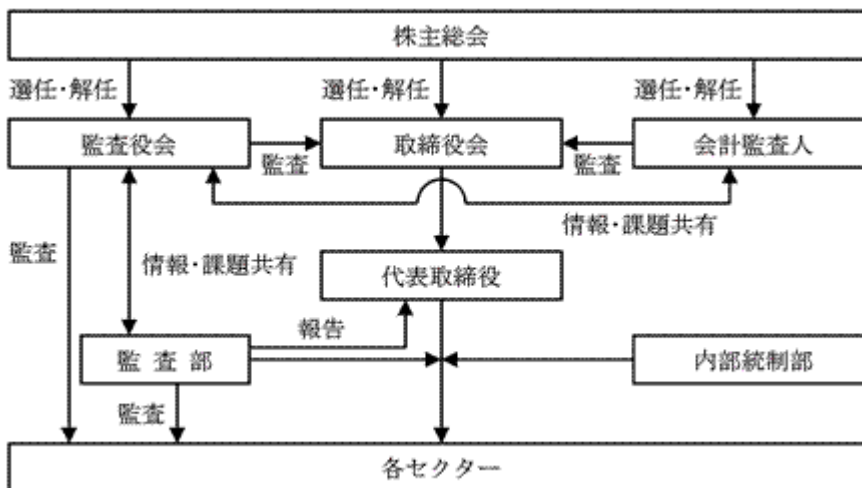 株主総会
選任・解任
選任・解任
選任・解任
監査役会
監査
取締役会
監査
会計監査人
情報・課題共有
監査
情報・課題共有
代表取締役
報告
監 査 部
内部統制部
監査
各セクター